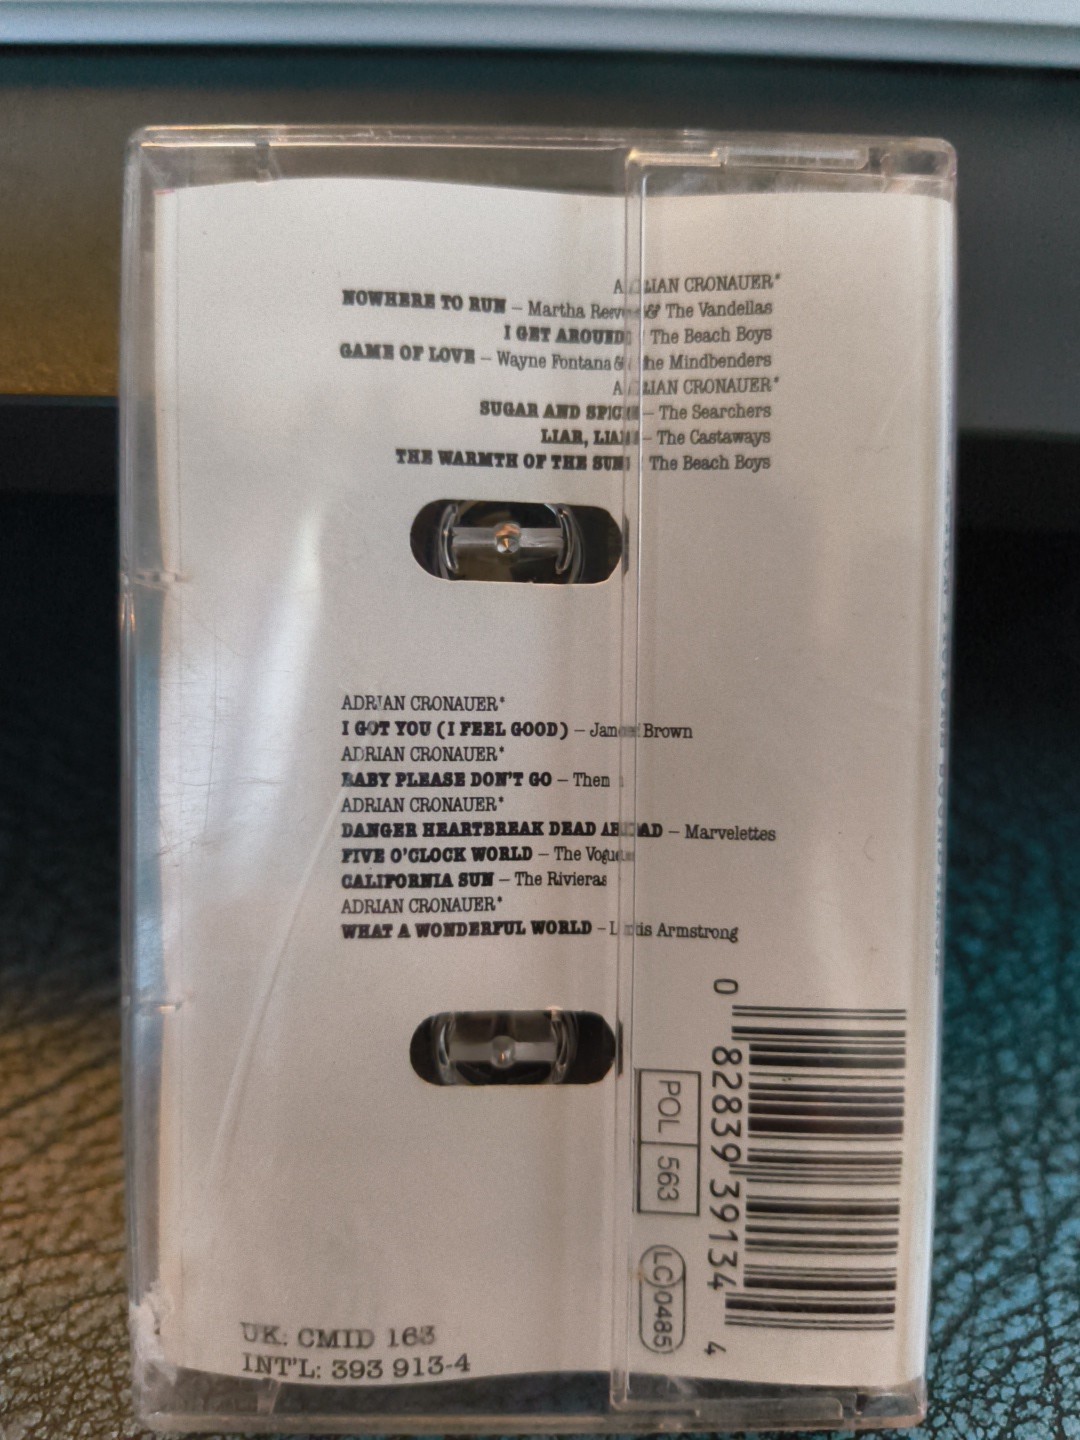 ADRIAN CRONAUER*
NOWHERE TO RUN – Martha Reeves & The Vandellas
I GET AROUND – The Beach Boys
GAME OF LOVE – Wayne Fontana & The Mindbenders
ADRIAN CRONAUER*
SUGAR AND SPICE – The Searchers
LIAR, LIAR – The Castaways
THE WARMTH OF THE SUN – The Beach Boys
ADRIAN CRONAUER*
I GOT YOU (I FEEL GOOD) – James Brown
ADRIAN CRONAUER*
BABY PLEASE DON'T GO – Them
ADRIAN CRONAUER*
DANGER HEARTBREAK DEAD AHEAD – Marvelettes
FIVE O'CLOCK WORLD – The Vogues
CALIFORNIA SUN – The Rivieras
ADRIAN CRONAUER*
WHAT A WONDERFUL WORLD – Louis Armstrong
0 82839 39134 4
POL 563
LC 0485
UK: CMID 163
INT'L: 393 913-4